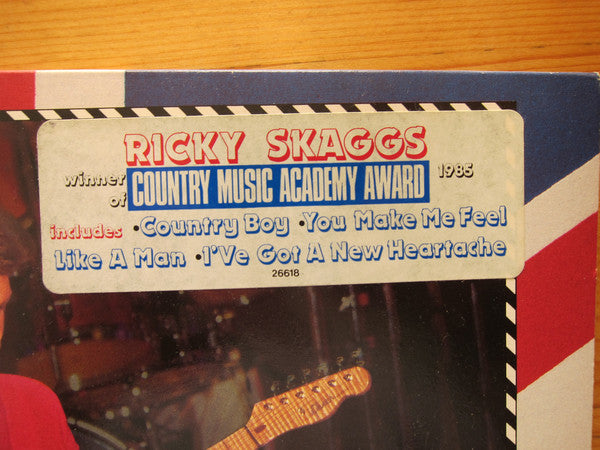 RICKY SKAGGS
winner of COUNTRY MUSIC ACADEMY AWARD 1985
includes •Country Boy •You Make Me Feel
Like A Man •I'Ve Got A New Heartache
26618